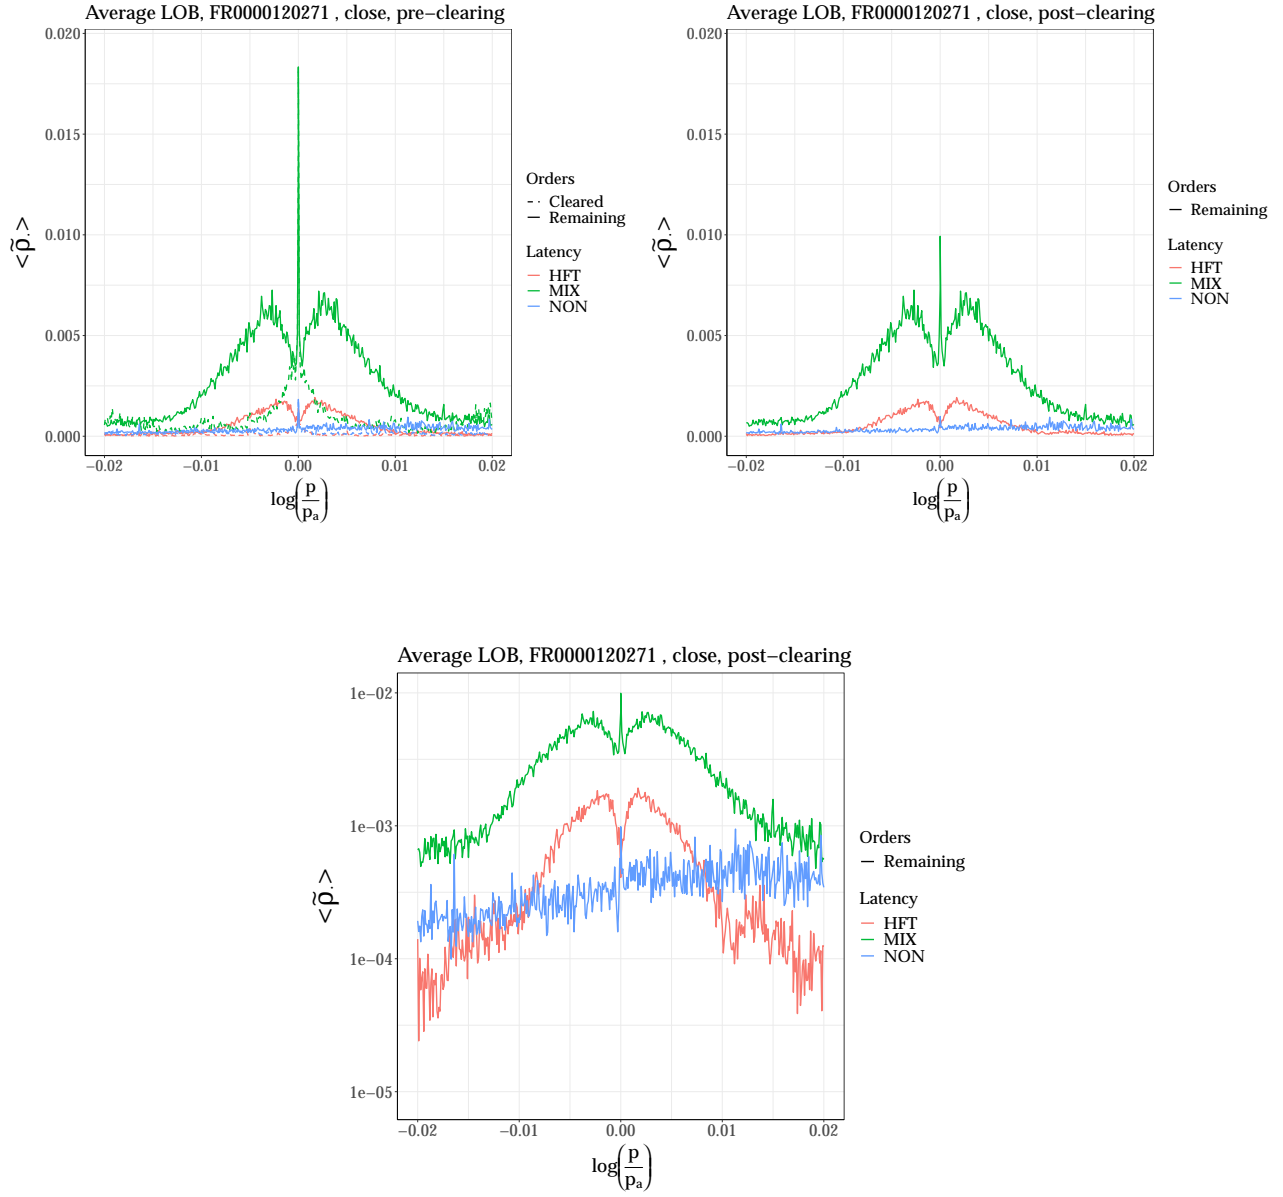 Average LOB, FR0000120271 , close, pre−clearing
0.020
0.015
0.010
0.005
0.000
−0.02 −0.01 0.00 0.01 0.02
log(p/pₐ)
<ρ̃.>
Orders
Cleared
Remaining
Latency
HFT
MIX
NON
Average LOB, FR0000120271 , close, post−clearing
0.020
0.015
0.010
0.005
0.000
−0.02 −0.01 0.00 0.01 0.02
log(p/pₐ)
<ρ̃.>
Orders
Remaining
Latency
HFT
MIX
NON
Average LOB, FR0000120271 , close, post−clearing
1e−02
1e−03
1e−04
1e−05
−0.02 −0.01 0.00 0.01 0.02
log(p/pₐ)
<ρ̃.>
Orders
Remaining
Latency
HFT
MIX
NON